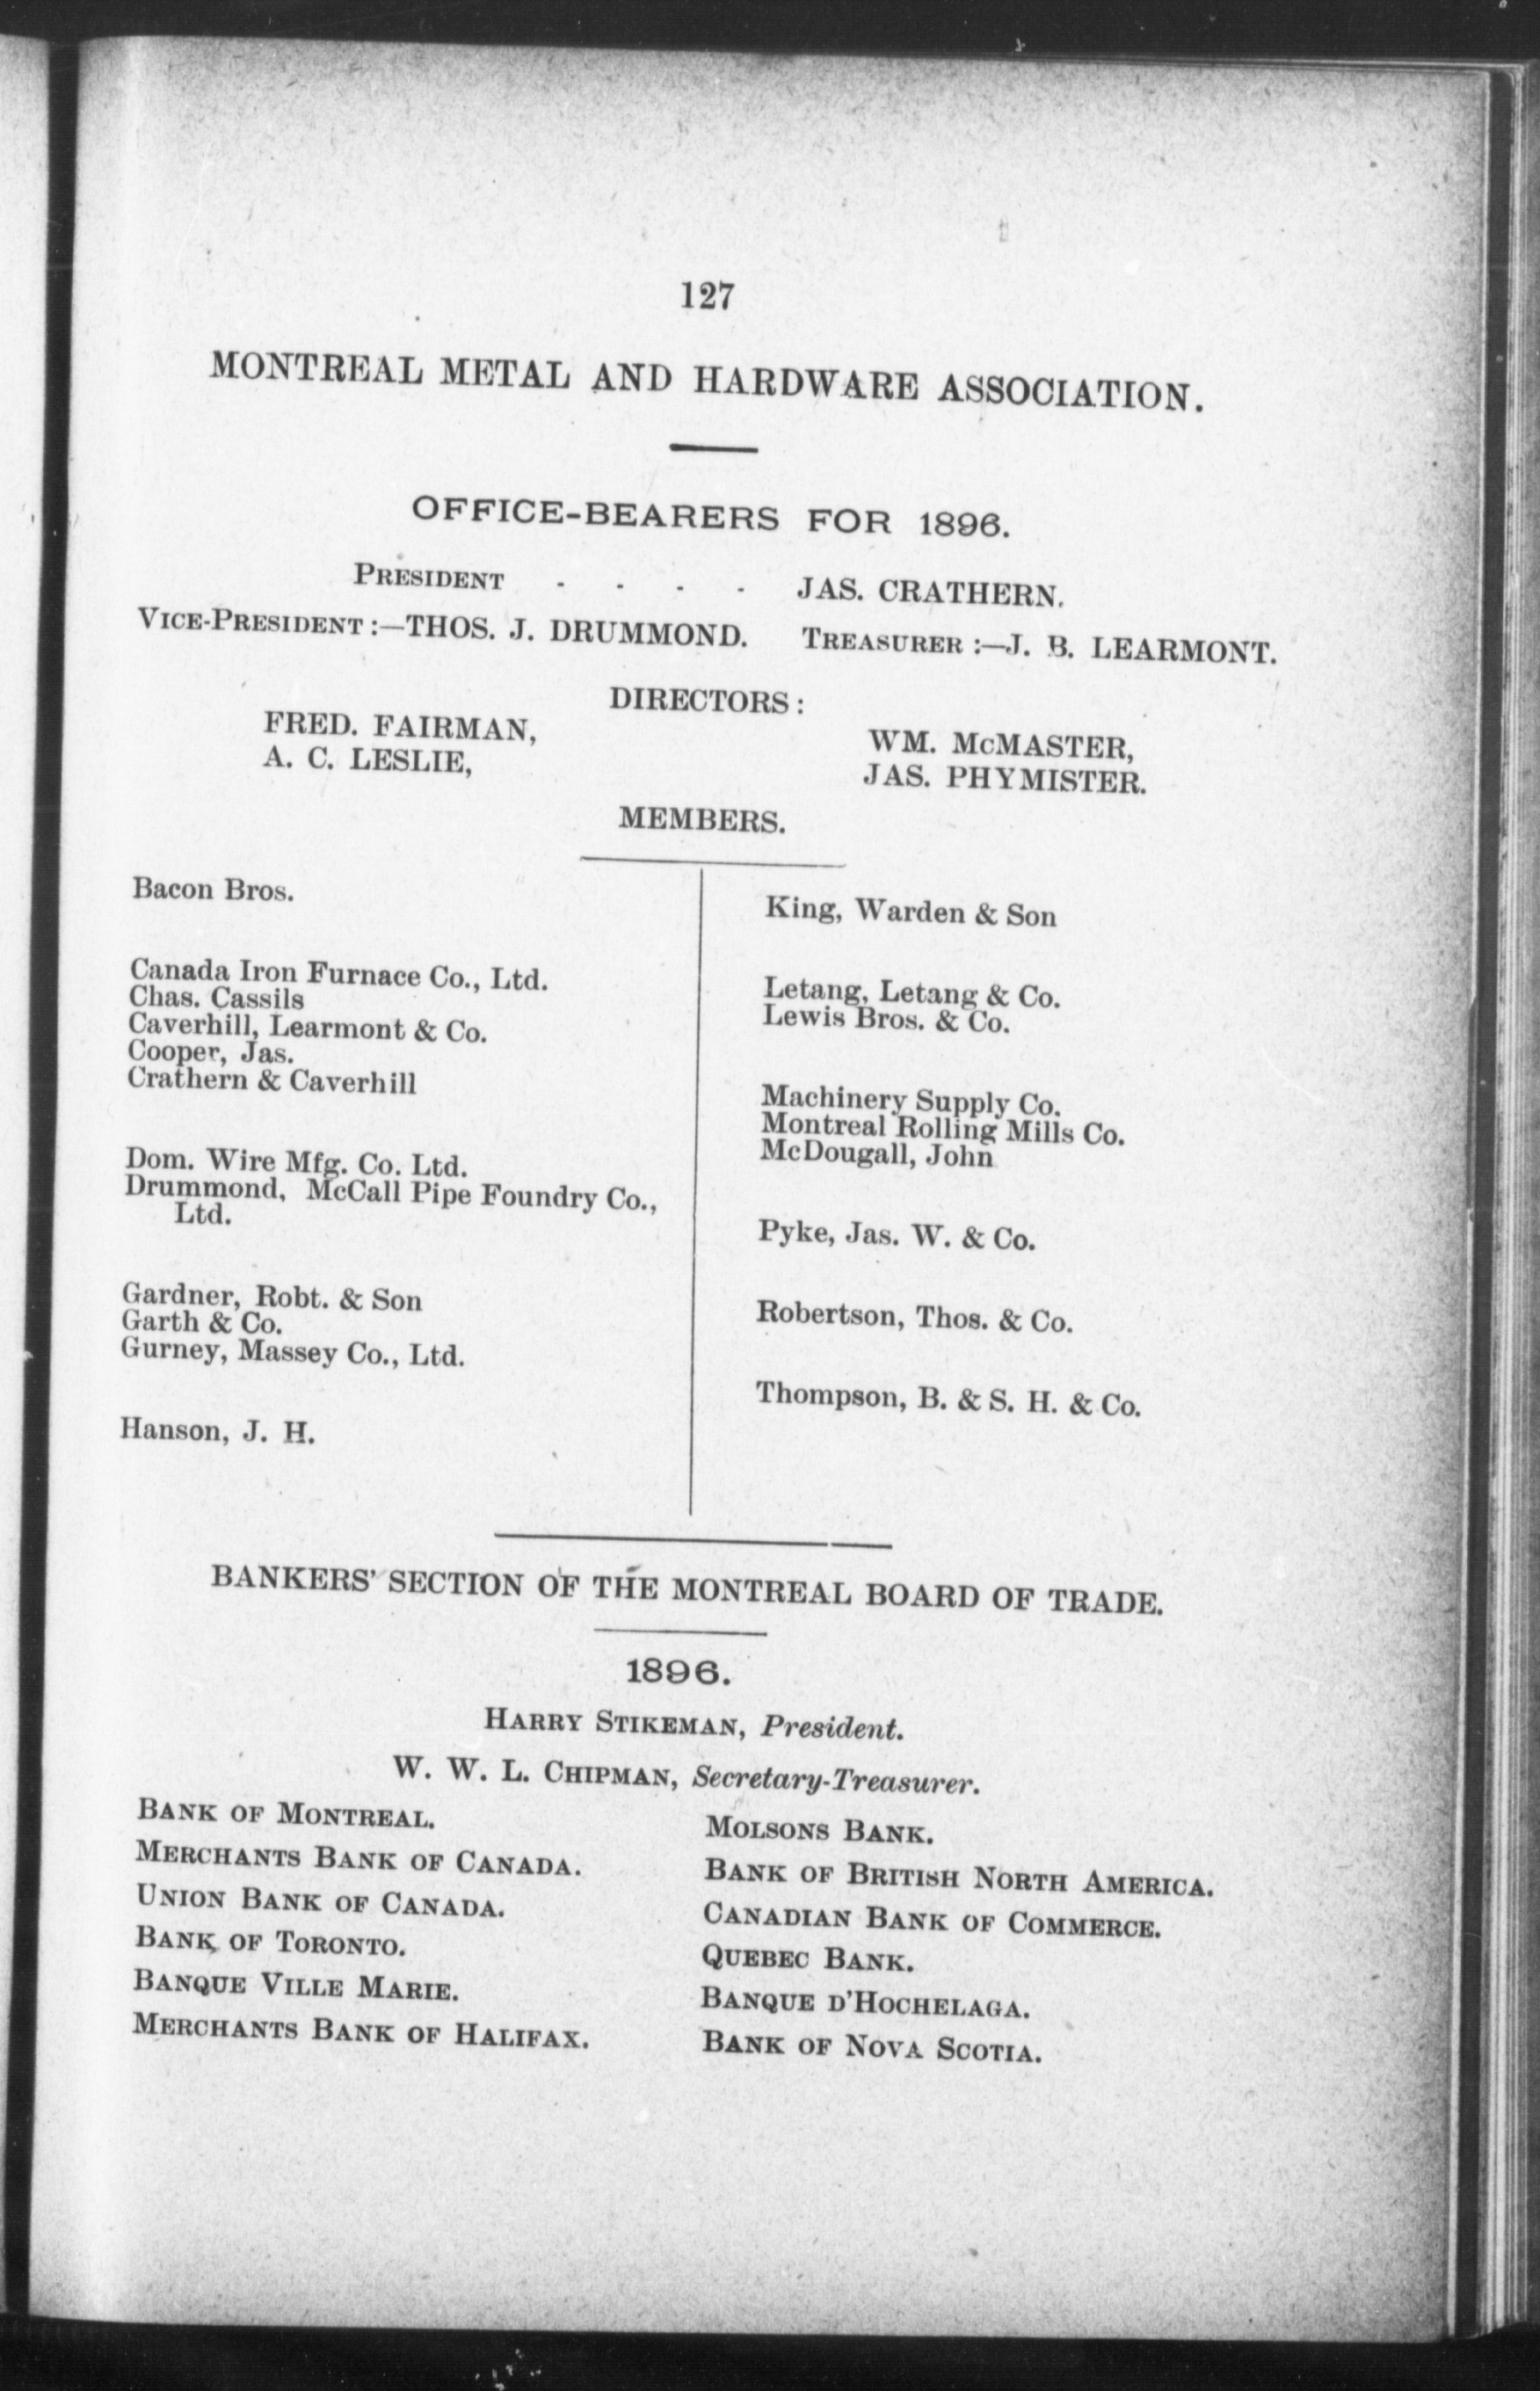 127
MONTREAL METAL AND HARDWARE ASSOCIATION.
OFFICE-BEARERS FOR 1896.
PRESIDENT - - - - JAS. CRATHERN.
VICE-PRESIDENT:—THOS. J. DRUMMOND. TREASURER:—J. B. LEARMONT.
DIRECTORS:
FRED. FAIRMAN,
A. C. LESLIE,
WM. McMASTER,
JAS. PHYMISTER.
MEMBERS.
Bacon Bros.
Canada Iron Furnace Co., Ltd.
Chas. Cassils
Caverhill, Learmont & Co.
Cooper, Jas.
Crathern & Caverhill
Dom. Wire Mfg. Co. Ltd.
Drummond, McCall Pipe Foundry Co.,
Ltd.
Gardner, Robt. & Son
Garth & Co.
Gurney, Massey Co., Ltd.
Hanson, J. H.
King, Warden & Son
Letang, Letang & Co.
Lewis Bros. & Co.
Machinery Supply Co.
Montreal Rolling Mills Co.
McDougall, John
Pyke, Jas. W. & Co.
Robertson, Thos. & Co.
Thompson, B. & S. H. & Co.
BANKERS' SECTION OF THE MONTREAL BOARD OF TRADE.
1896.
HARRY STIKEMAN, President.
W. W. L. CHIPMAN, Secretary-Treasurer.
BANK OF MONTREAL.
MERCHANTS BANK OF CANADA.
UNION BANK OF CANADA.
BANK OF TORONTO.
BANQUE VILLE MARIE.
MERCHANTS BANK OF HALIFAX.
MOLSONS BANK.
BANK OF BRITISH NORTH AMERICA.
CANADIAN BANK OF COMMERCE.
QUEBEC BANK.
BANQUE D'HOCHELAGA.
BANK OF NOVA SCOTIA.